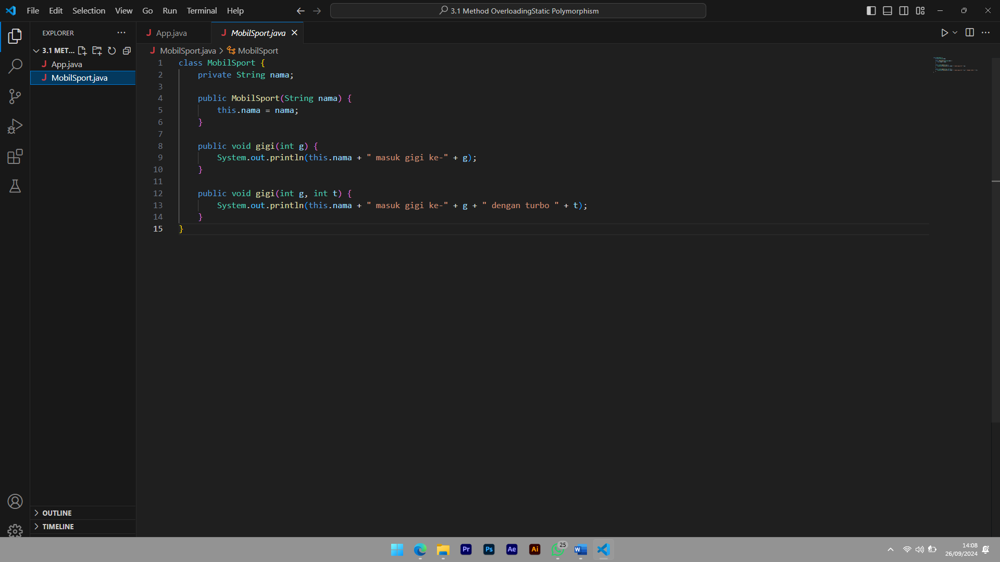 File Edit Selection View Go Run Terminal Help
3.1 Method OverloadingStatic Polymorphism
EXPLORER
3.1 MET...
App.java
MobilSport.java
OUTLINE
TIMELINE
App.java MobilSport.java
MobilSport.java > MobilSport
1 class MobilSport {
2 private String nama;
3
4 public MobilSport(String nama) {
5 this.nama = nama;
6 }
7
8 public void gigi(int g) {
9 System.out.println(this.nama + " masuk gigi ke-" + g);
10 }
11
12 public void gigi(int g, int t) {
13 System.out.println(this.nama + " masuk gigi ke-" + g + " dengan turbo " + t);
14 }
15 }
Pr Ps Ae Ai 25 W
14:08
26/09/2024